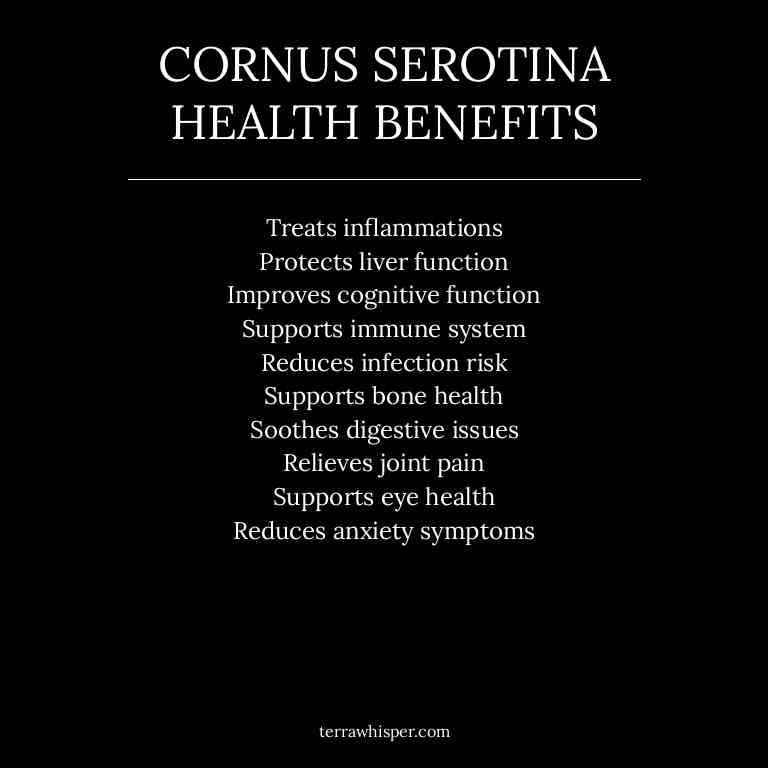 CORNUS SEROTINA
HEALTH BENEFITS
Treats inflammations
Protects liver function
Improves cognitive function
Supports immune system
Reduces infection risk
Supports bone health
Soothes digestive issues
Relieves joint pain
Supports eye health
Reduces anxiety symptoms
terrawhisper.com